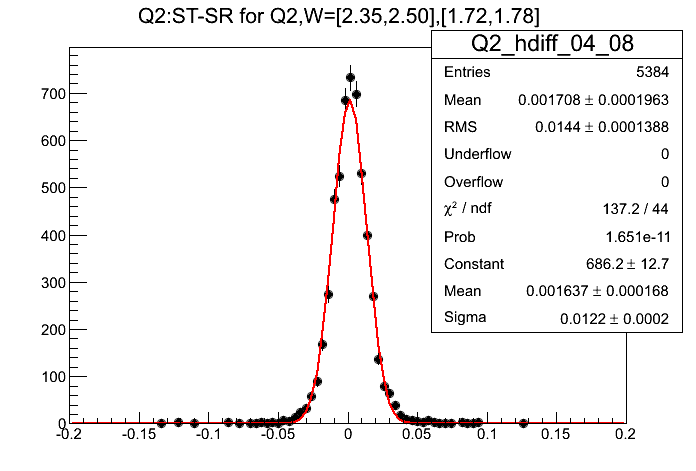 Q2:ST-SR for Q2,W=[2.35,2.50],[1.72,1.78]
Q2_hdiff_04_08
Entries 5384
Mean 0.001708 ± 0.0001963
RMS 0.0144 ± 0.0001388
Underflow 0
Overflow 0
χ² / ndf 137.2 / 44
Prob 1.651e-11
Constant 686.2 ± 12.7
Mean 0.001637 ± 0.000168
Sigma 0.0122 ± 0.0002
700
600
500
400
300
200
100
0
-0.2 -0.15 -0.1 -0.05 0 0.05 0.1 0.15 0.2